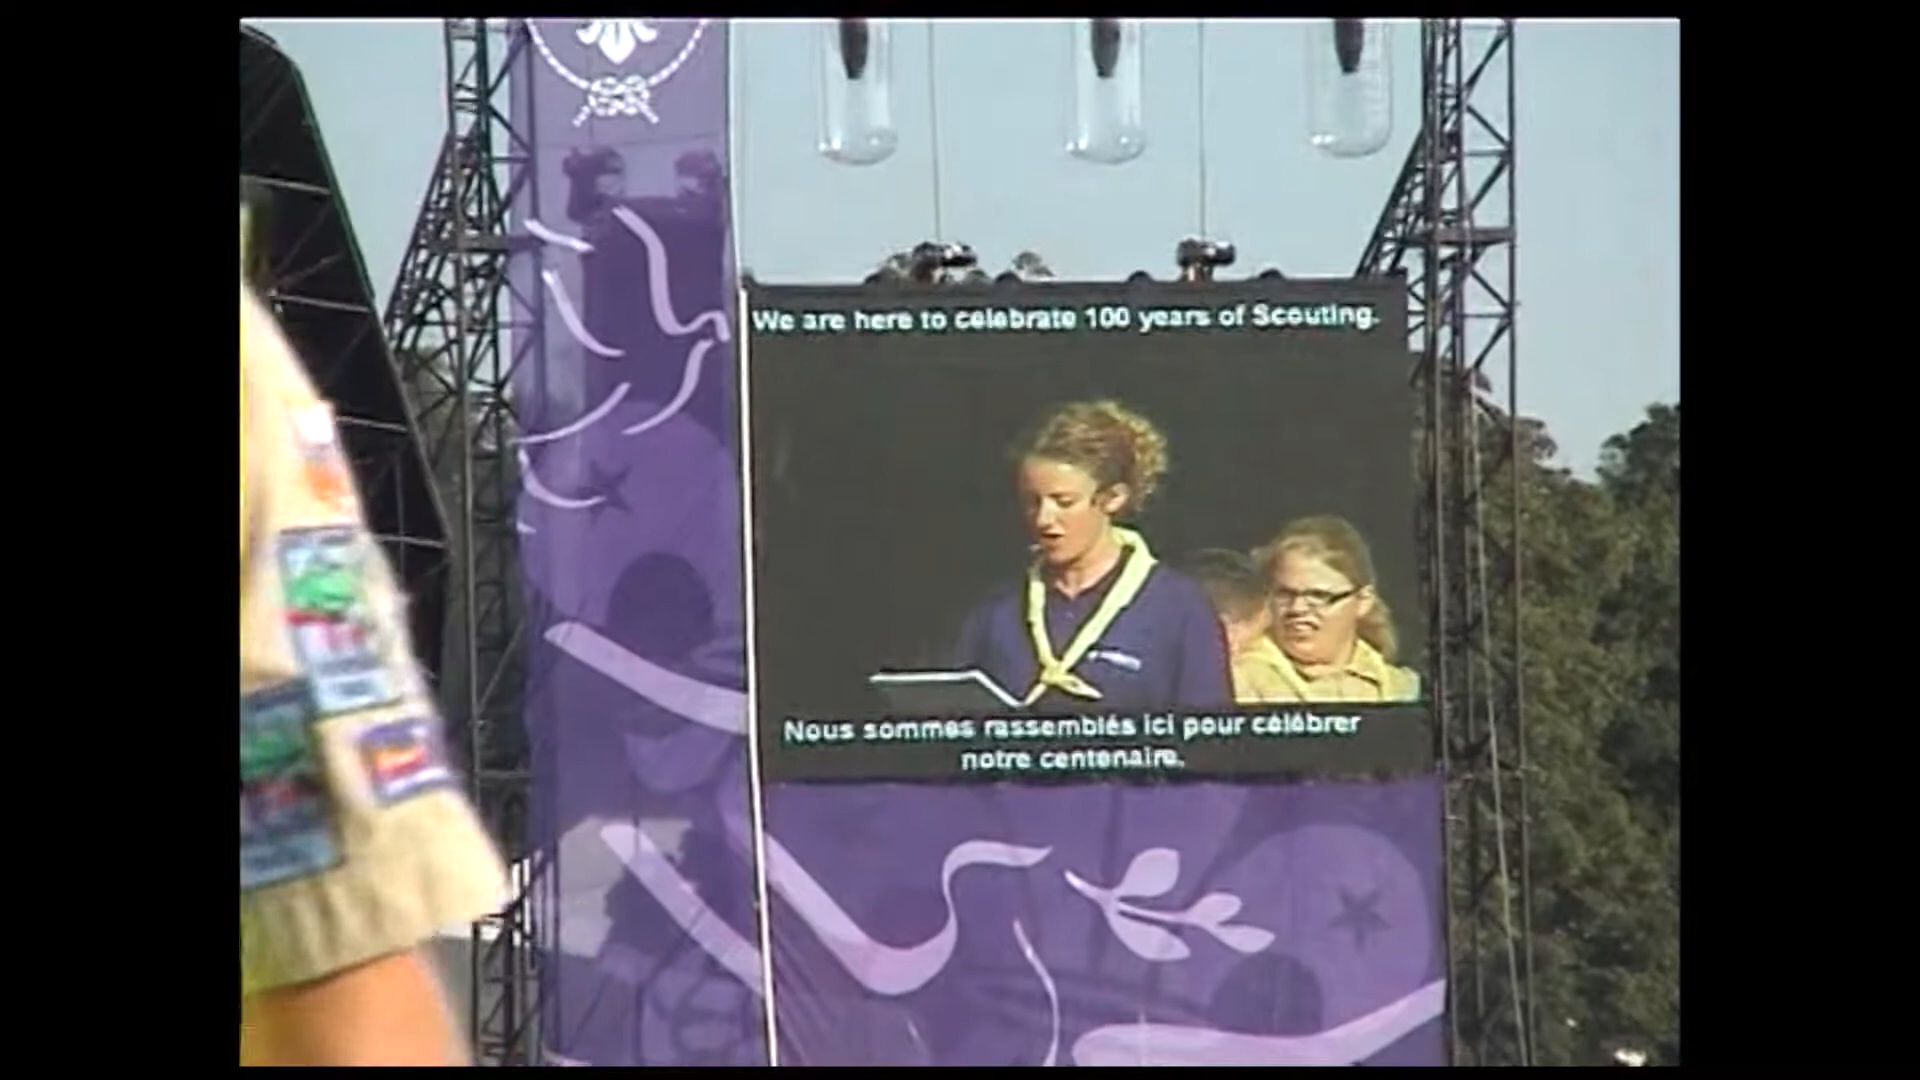 We are here to celebrate 100 years of Scouting.
Nous sommes rassemblés ici pour célébrer
notre centenaire.